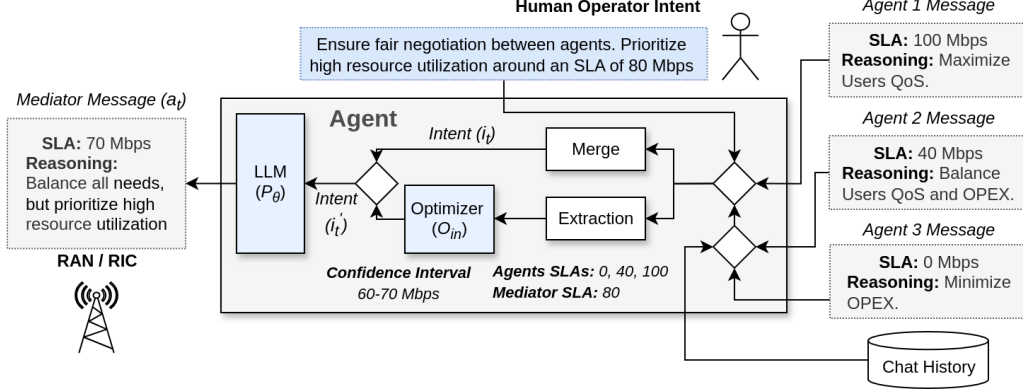 Human Operator Intent
Ensure fair negotiation between agents. Prioritize
high resource utilization around an SLA of 80 Mbps
Agent 1 Message
SLA: 100 Mbps
Reasoning: Maximize
Users QoS.
Agent 2 Message
SLA: 40 Mbps
Reasoning: Balance
Users QoS and OPEX.
Agent 3 Message
SLA: 0 Mbps
Reasoning: Minimize
OPEX.
Chat History
Agent
Merge
Extraction
Intent (iₜ)
Optimizer
(Oᵢₙ)
Intent
(iₜ')
LLM
(P_θ)
Confidence Interval
60-70 Mbps
Agents SLAs: 0, 40, 100
Mediator SLA: 80
Mediator Message (aₜ)
SLA: 70 Mbps
Reasoning:
Balance all needs,
but prioritize high
resource utilization
RAN / RIC